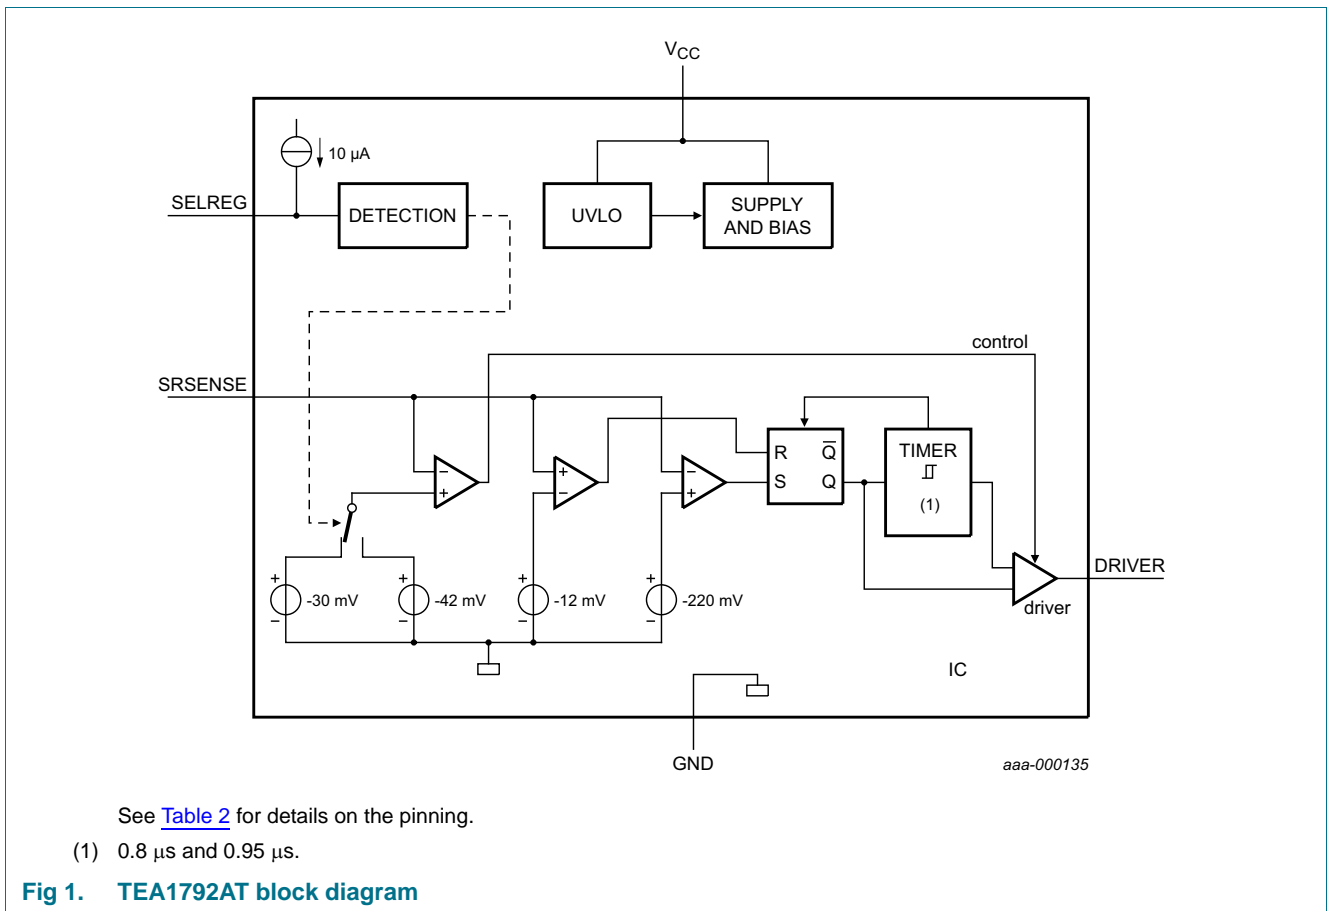 VCC
10 µA
SELREG
DETECTION
UVLO
SUPPLY
AND BIAS
control
SRSENSE
R Q̅
S Q
TIMER
(1)
− + + − − +
+ -30 mV −
+ -42 mV −
+ -12 mV −
+ -220 mV −
DRIVER
driver
IC
GND
aaa-000135
See Table 2 for details on the pinning.
(1) 0.8 μs and 0.95 μs.
Fig 1. TEA1792AT block diagram